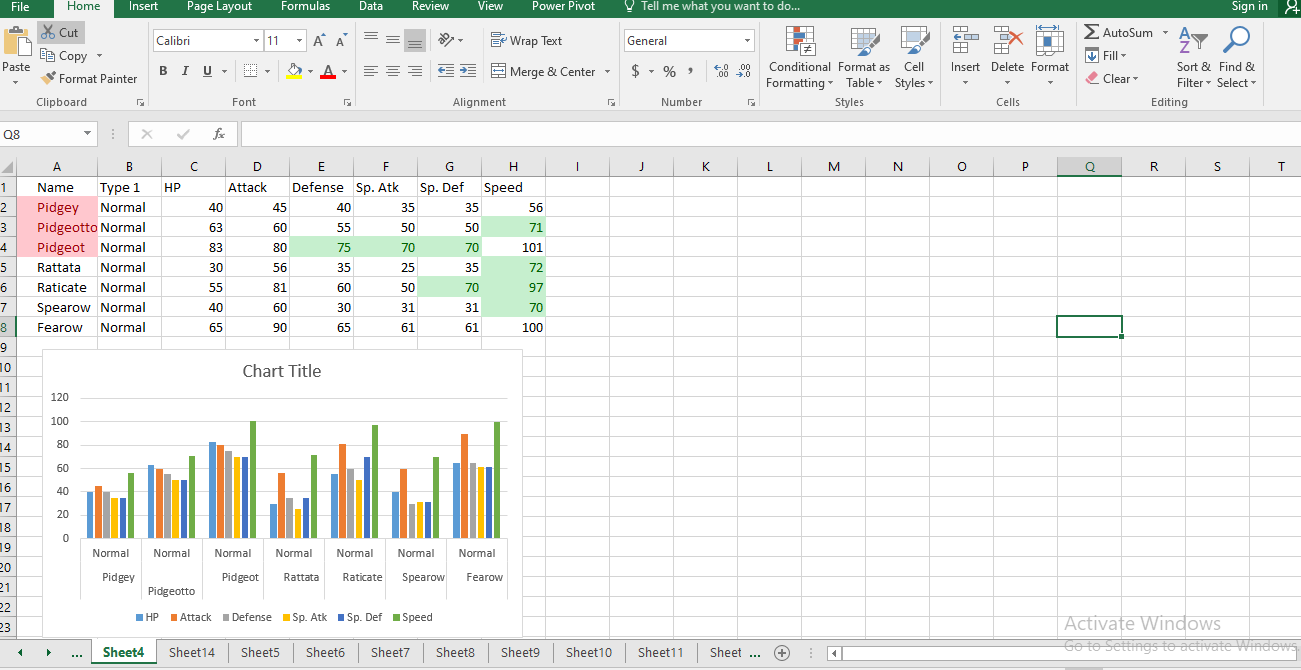 File Home Insert Page Layout Formulas Data Review View Power Pivot Tell me what you want to do... Sign in
Paste
Cut
Copy
Format Painter
Clipboard
Calibri 11 A A
B I U A
Font
Wrap Text
Merge & Center
Alignment
General
$ % , .0 .00 .00 .0
Number
Conditional Formatting
Format as Table
Cell Styles
Styles
Insert Delete Format
Cells
AutoSum
Fill
Clear
Sort & Filter
Find & Select
Editing
Q8 fx
A B C D E F G H I J K L M N O P Q R S T
1 Name Type 1 HP Attack Defense Sp. Atk Sp. Def Speed
2 Pidgey Normal 40 45 40 35 35 56
3 Pidgeotto Normal 63 60 55 50 50 71
4 Pidgeot Normal 83 80 75 70 70 101
5 Rattata Normal 30 56 35 25 35 72
6 Raticate Normal 55 81 60 50 70 97
7 Spearow Normal 40 60 30 31 31 70
8 Fearow Normal 65 90 65 61 61 100
9
10
11
12
13
14
15
16
17
18
19
20
21
22
23
Chart Title
120
100
80
60
40
20
0
Normal Normal Normal Normal Normal Normal Normal
Pidgey Pidgeotto Pidgeot Rattata Raticate Spearow Fearow
HP Attack Defense Sp. Atk Sp. Def Speed
Activate Windows
Go to Settings to activate Windows.
... Sheet4 Sheet14 Sheet5 Sheet6 Sheet7 Sheet8 Sheet9 Sheet10 Sheet11 Sheet ...